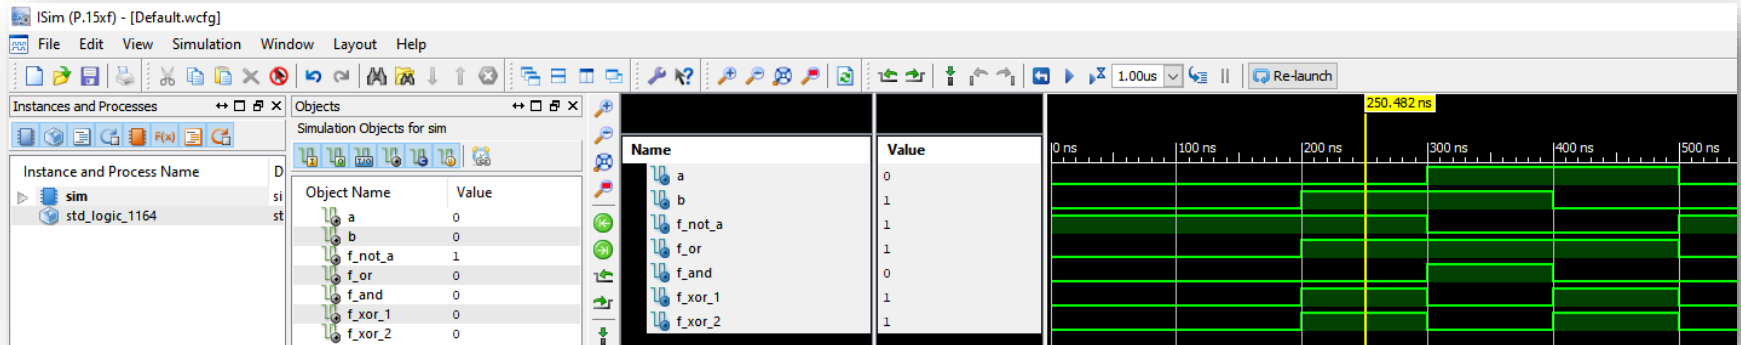 ISim (P.15xf) - [Default.wcfg]
File Edit View Simulation Window Layout Help
1.00us Re-launch
Instances and Processes
F(x)
Instance and Process Name D
sim si
std_logic_1164 st
Objects
Simulation Objects for sim
Object Name Value
a 0
b 0
f_not_a 1
f_or 0
f_and 0
f_xor_1 0
f_xor_2 0
Name Value
a 0
b 1
f_not_a 1
f_or 1
f_and 0
f_xor_1 1
f_xor_2 1
250.482 ns
0 ns 100 ns 200 ns 300 ns 400 ns 500 ns